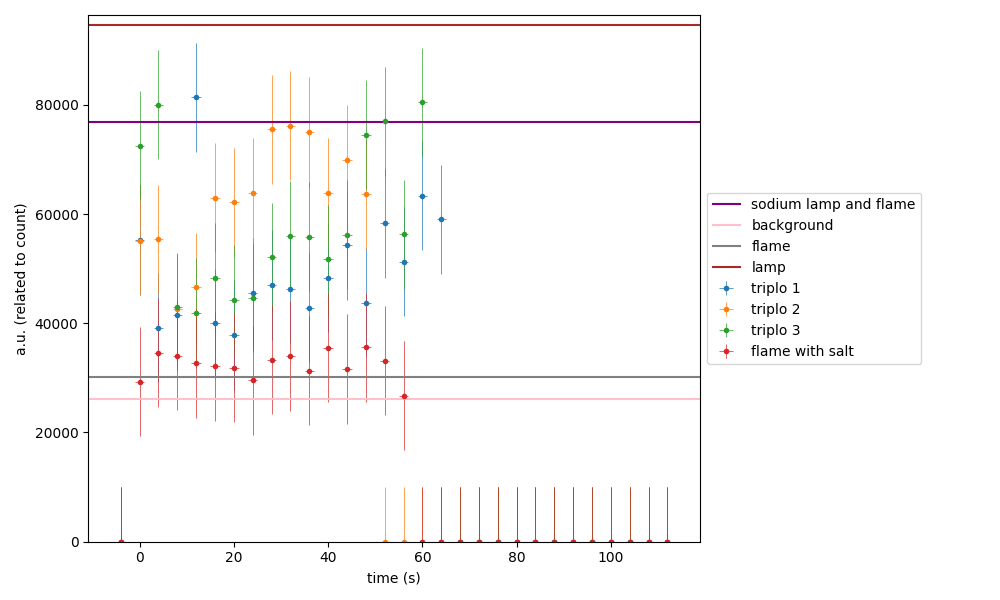 80000
60000
40000
20000
0
a.u. (related to count)
0 20 40 60 80 100
time (s)
sodium lamp and flame
background
flame
lamp
triplo 1
triplo 2
triplo 3
flame with salt